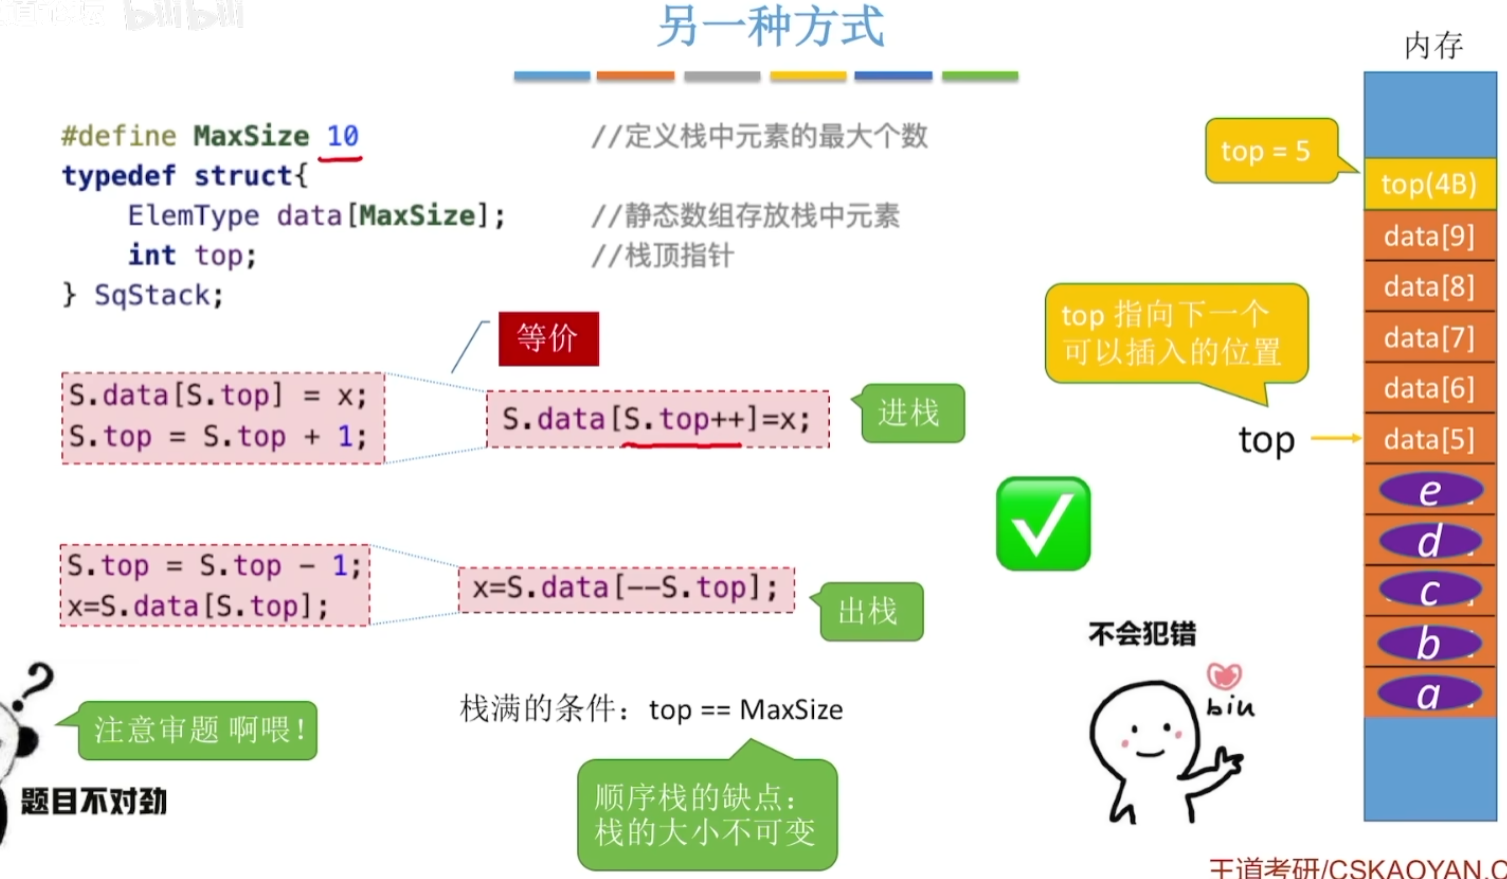 bilibili
另一种方式
#define MaxSize 10 //定义栈中元素的最大个数
typedef struct{
ElemType data[MaxSize]; //静态数组存放栈中元素
int top; //栈顶指针
} SqStack;
等价
S.data[S.top] = x;
S.top = S.top + 1;
S.data[S.top++]=x;
进栈
S.top = S.top - 1;
x=S.data[S.top];
x=S.data[--S.top];
出栈
栈满的条件：top == MaxSize
顺序栈的缺点：
栈的大小不可变
?
注意审题 啊喂！
题目不对劲
✓
不会犯错
biu
内存
top = 5
top(4B)
data[9]
data[8]
data[7]
data[6]
top 指向下一个
可以插入的位置
top
data[5]
e
d
c
b
a
王道考研/CSKAOYAN.C